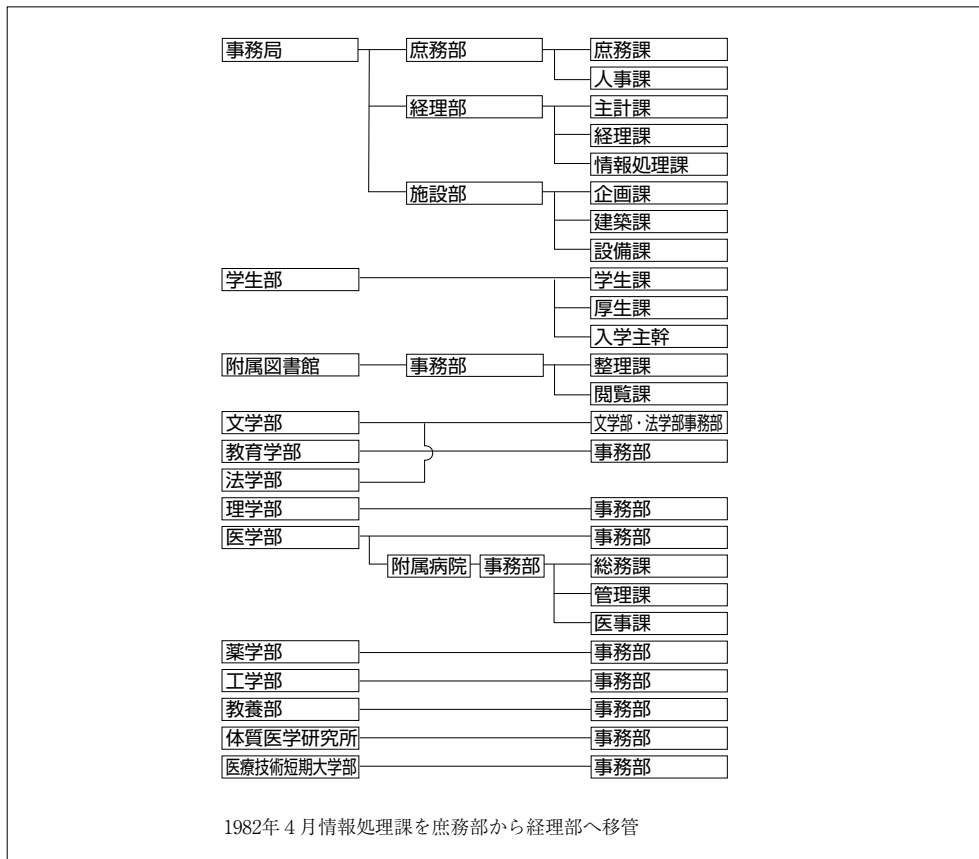 事務局 庶務部 庶務課
人事課
経理部 主計課
経理課
情報処理課
施設部 企画課
建築課
設備課
学生部 学生課
厚生課
入学主幹
附属図書館 事務部 整理課
閲覧課
文学部 文学部・法学部事務部
教育学部 事務部
法学部
理学部 事務部
医学部 事務部
附属病院 事務部 総務課
管理課
医事課
薬学部 事務部
工学部 事務部
教養部 事務部
体質医学研究所 事務部
医療技術短期大学部 事務部
1982年4月情報処理課を庶務部から経理部へ移管